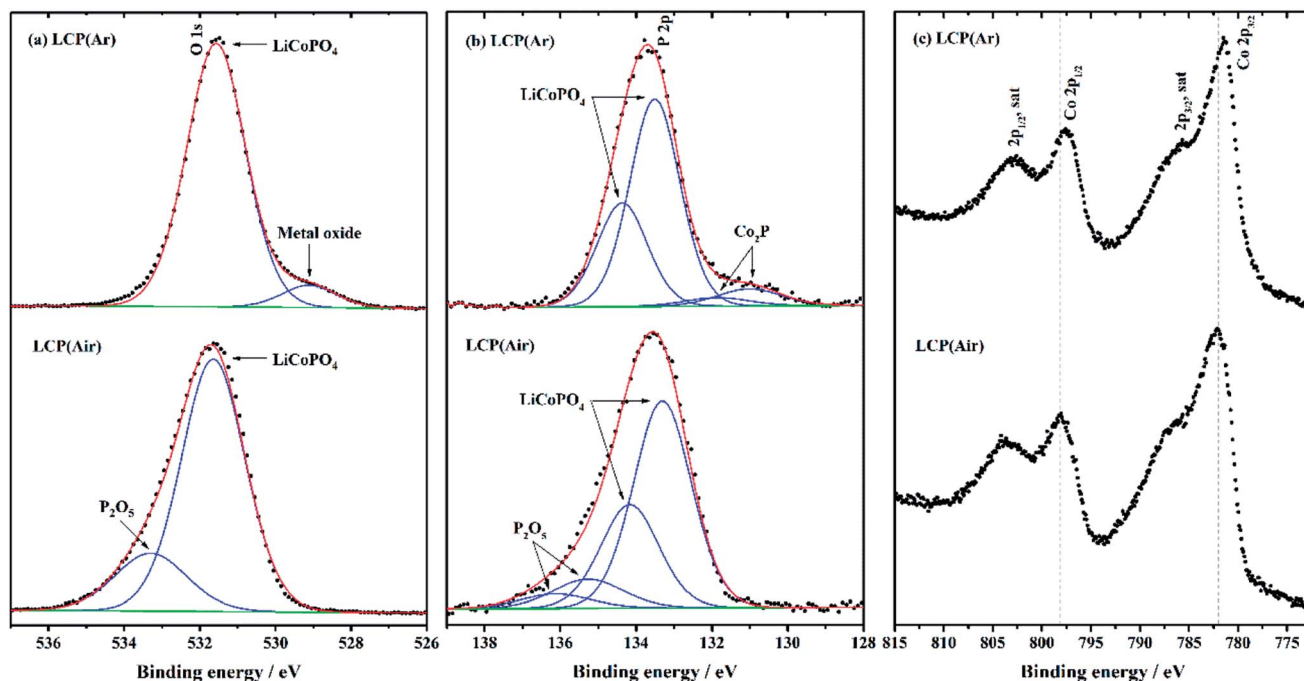 (a) LCP(Ar)
O 1s
LiCoPO₄
Metal oxide
LCP(Air)
LiCoPO₄
P₂O₅
536 534 532 530 528 526
Binding energy / eV
(b) LCP(Ar)
P 2p
LiCoPO₄
Co₂P
LCP(Air)
LiCoPO₄
P₂O₅
138 136 134 132 130 128
Binding energy / eV
(c) LCP(Ar)
2p₁/₂, sat
Co 2p₁/₂
2p₃/₂, sat
Co 2p₃/₂
LCP(Air)
815 805 800 795 790 785 780 775
Binding energy / eV